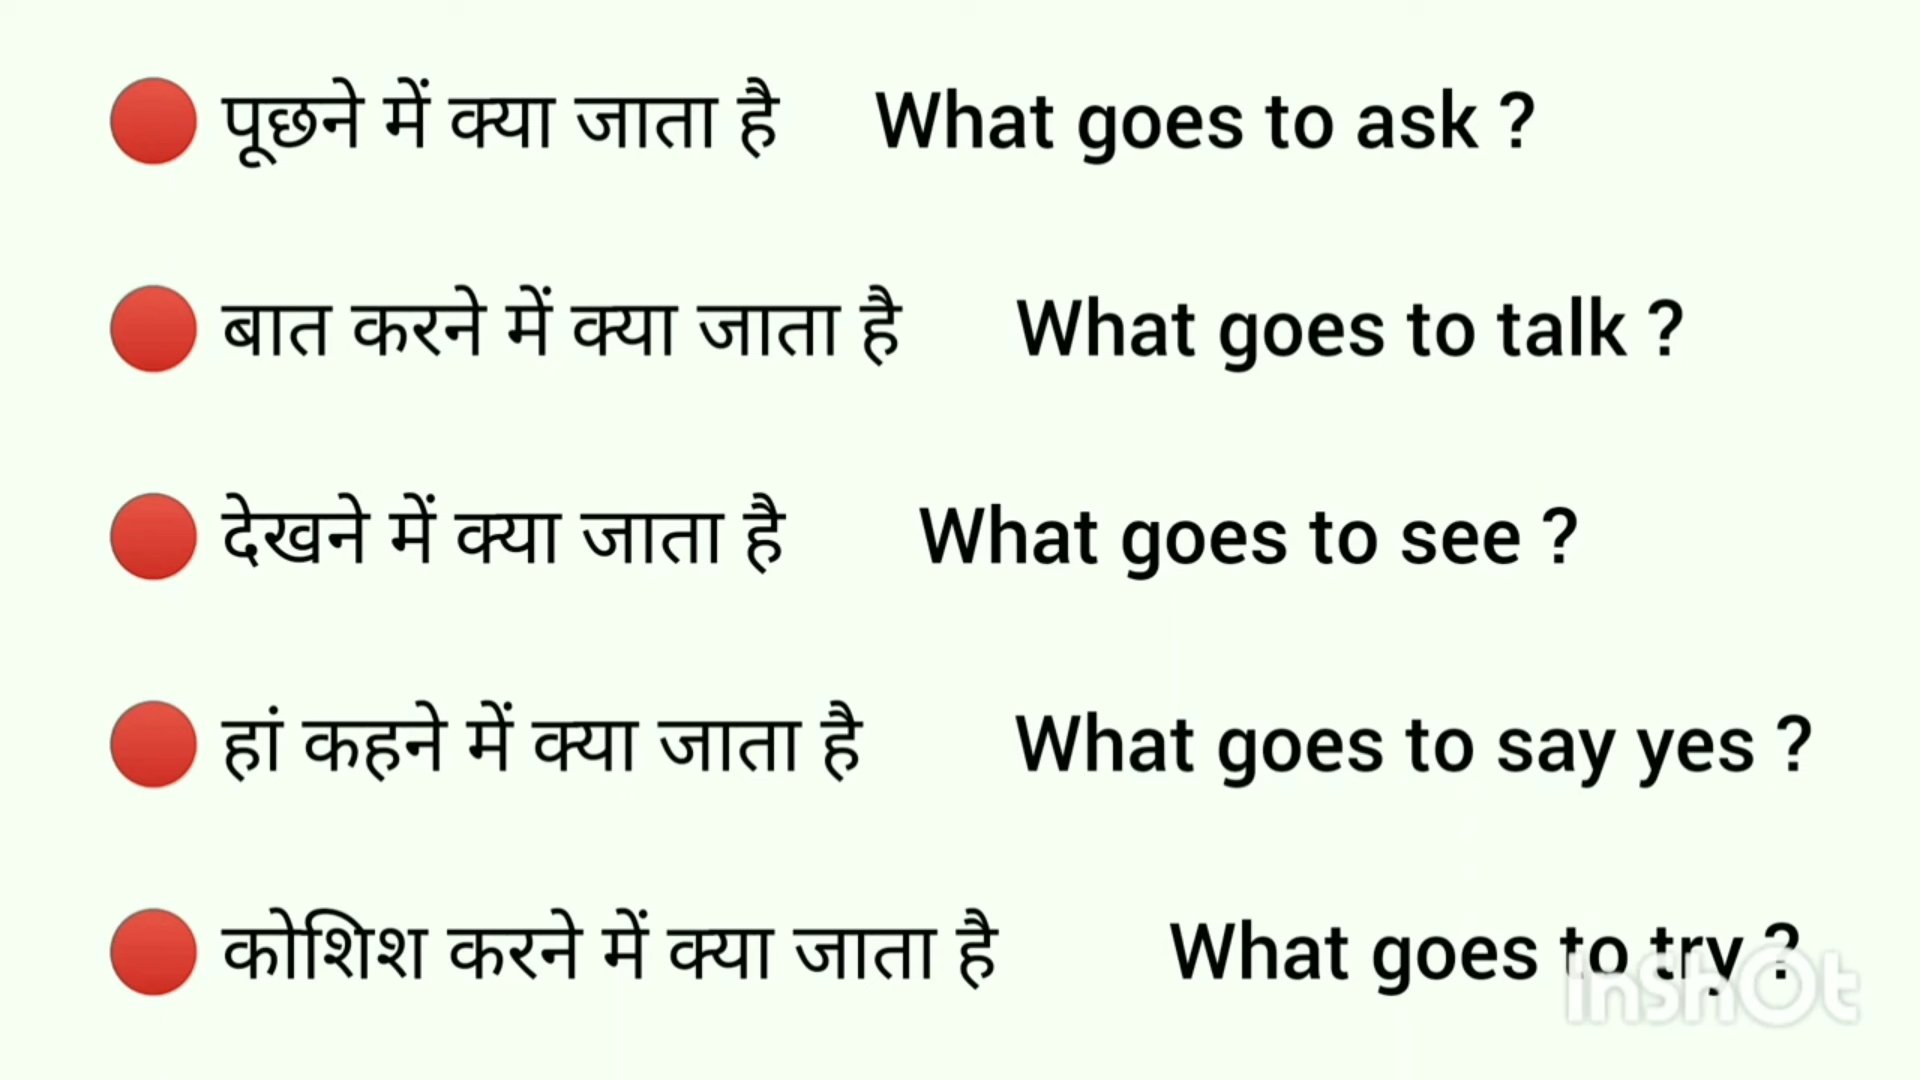 पूछने में क्या जाता है What goes to ask ?
बात करने में क्या जाता है What goes to talk ?
देखने में क्या जाता है What goes to see ?
हां कहने में क्या जाता है What goes to say yes ?
कोशिश करने में क्या जाता है What goes to try ?
InShOt